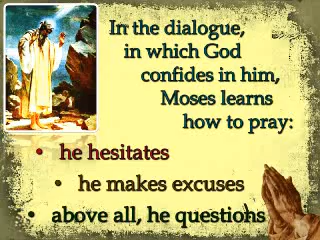 In the dialogue,
in which God
confides in him,
Moses learns
how to pray:
• he hesitates
• he makes excuses
• above all, he questions